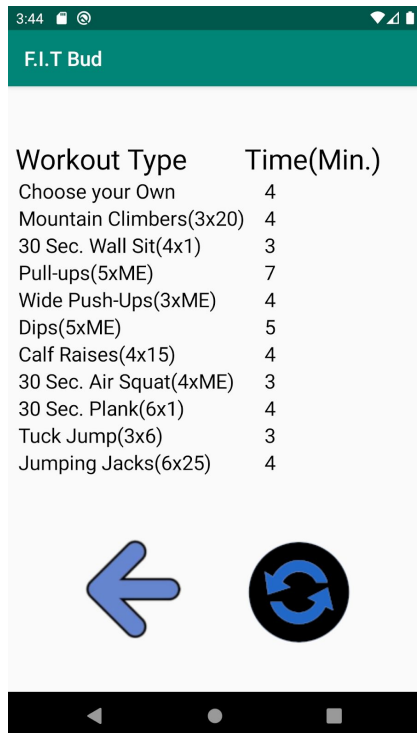 3:44
F.I.T Bud
Workout Type Time(Min.)
Choose your Own 4
Mountain Climbers(3x20) 4
30 Sec. Wall Sit(4x1) 3
Pull-ups(5xME) 7
Wide Push-Ups(3xME) 4
Dips(5xME) 5
Calf Raises(4x15) 4
30 Sec. Air Squat(4xME) 3
30 Sec. Plank(6x1) 4
Tuck Jump(3x6) 3
Jumping Jacks(6x25) 4